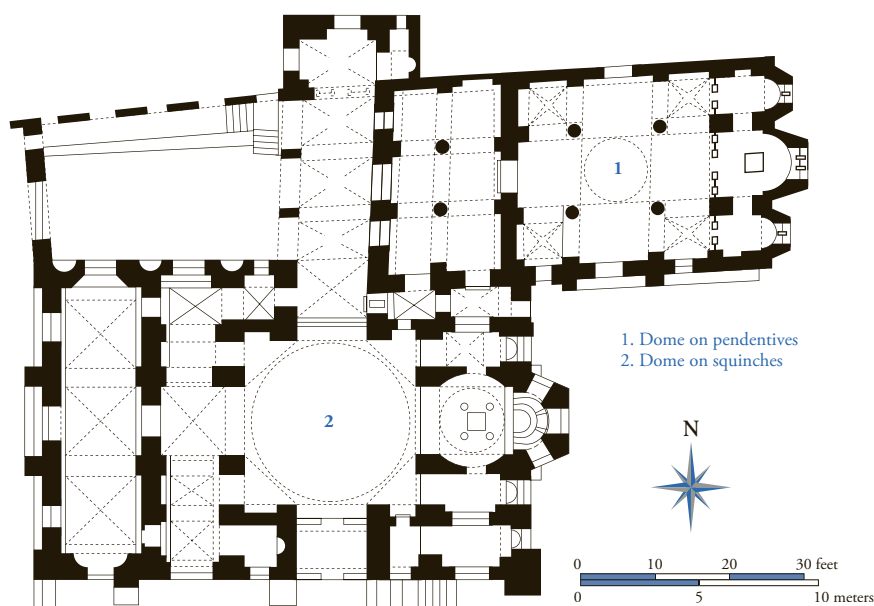 1
1. Dome on pendentives
2. Dome on squinches
2
N
0 10 20 30 feet
0 5 10 meters